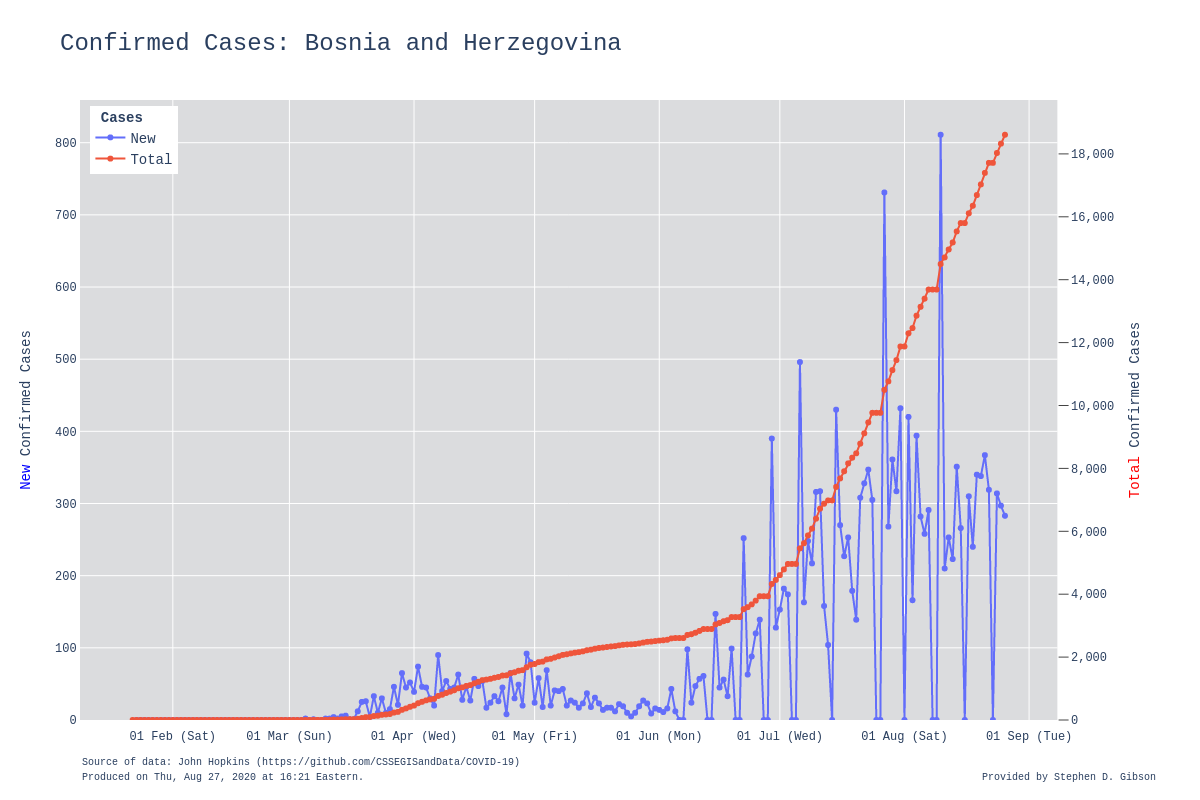 Confirmed Cases: Bosnia and Herzegovina
Cases
New
Total
800
700
600
500
400
300
200
100
0
18,000
16,000
14,000
12,000
10,000
8,000
6,000
4,000
2,000
0
New Confirmed Cases
Total Confirmed Cases
01 Feb (Sat) 01 Mar (Sun) 01 Apr (Wed) 01 May (Fri) 01 Jun (Mon) 01 Jul (Wed) 01 Aug (Sat) 01 Sep (Tue)
Source of data: John Hopkins (https://github.com/CSSEGISandData/COVID-19)
Produced on Thu, Aug 27, 2020 at 16:21 Eastern.
Provided by Stephen D. Gibson